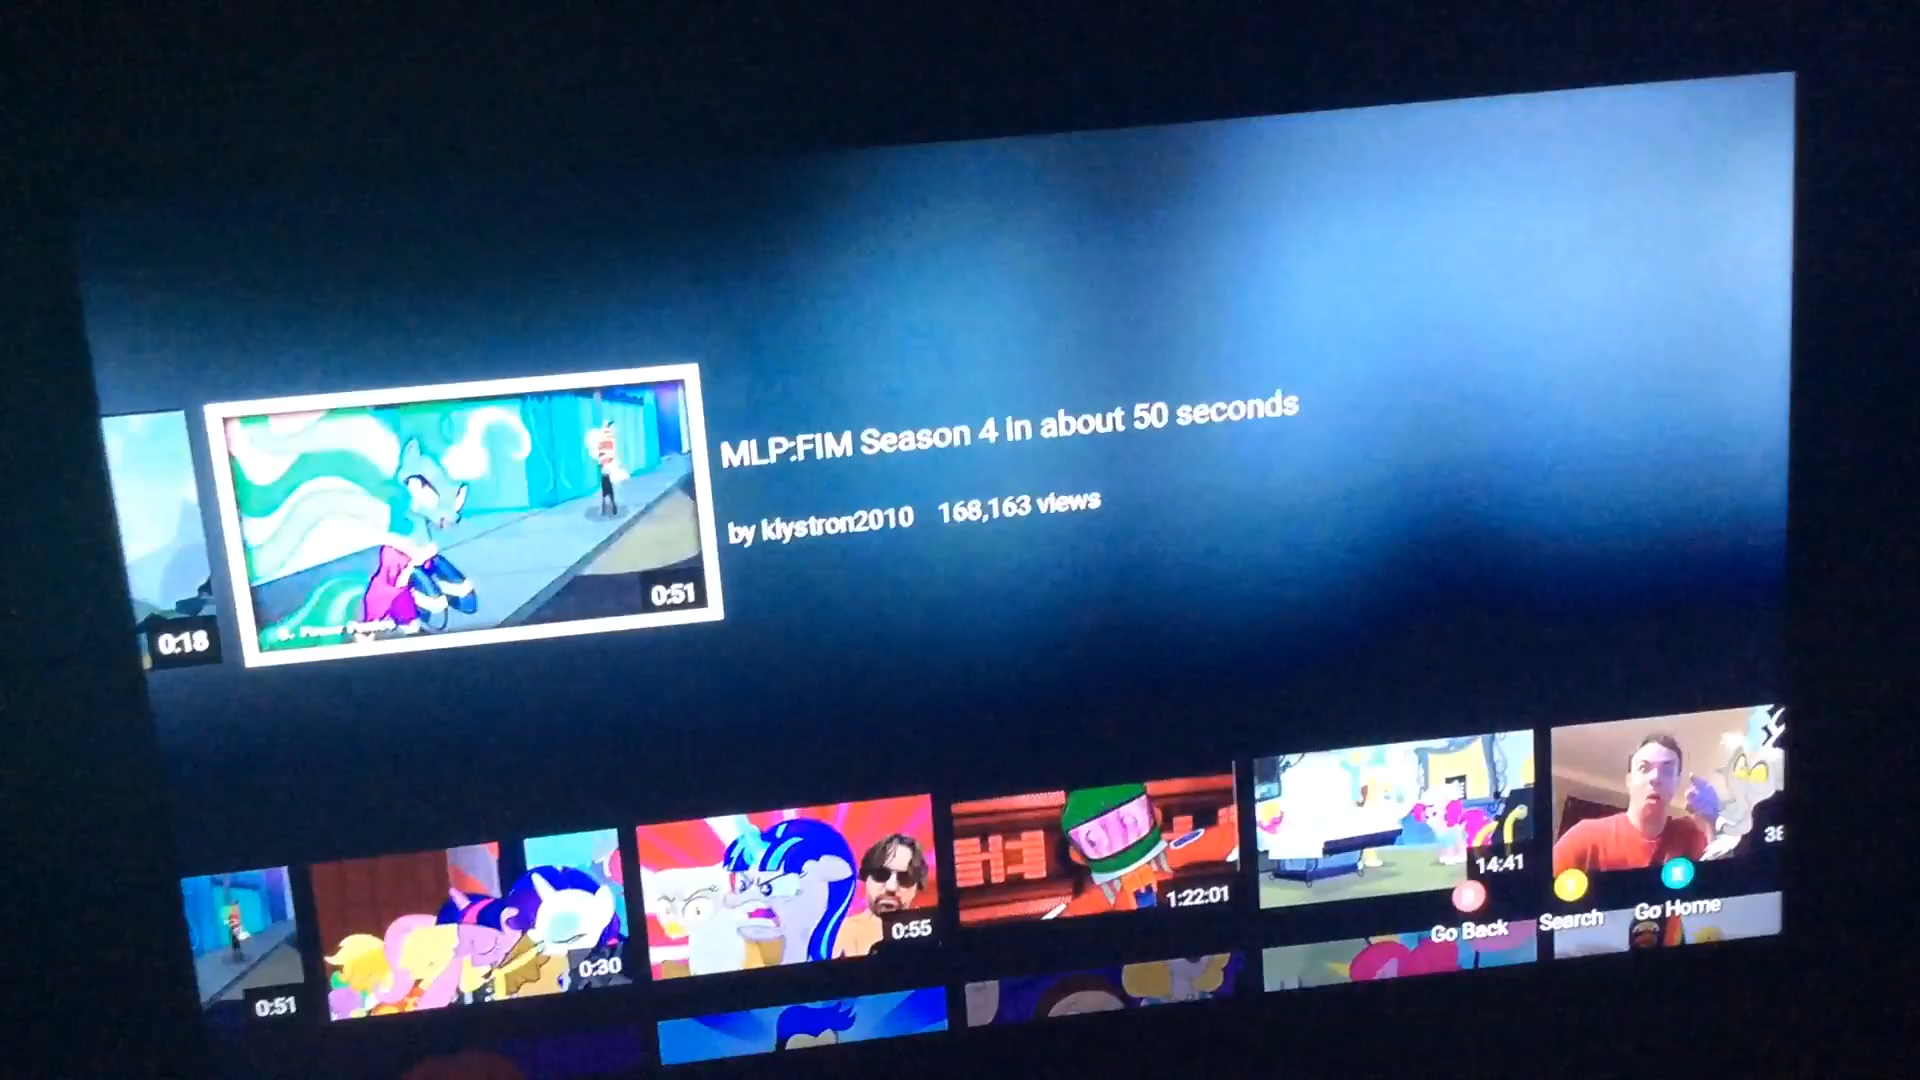 MLP:FIM Season 4 in about 50 seconds
by klystron2010 168,163 views
0:18
0:51
0:51
0:30
0:55
1:22:01
14:41
Go Back
Search
Go Home